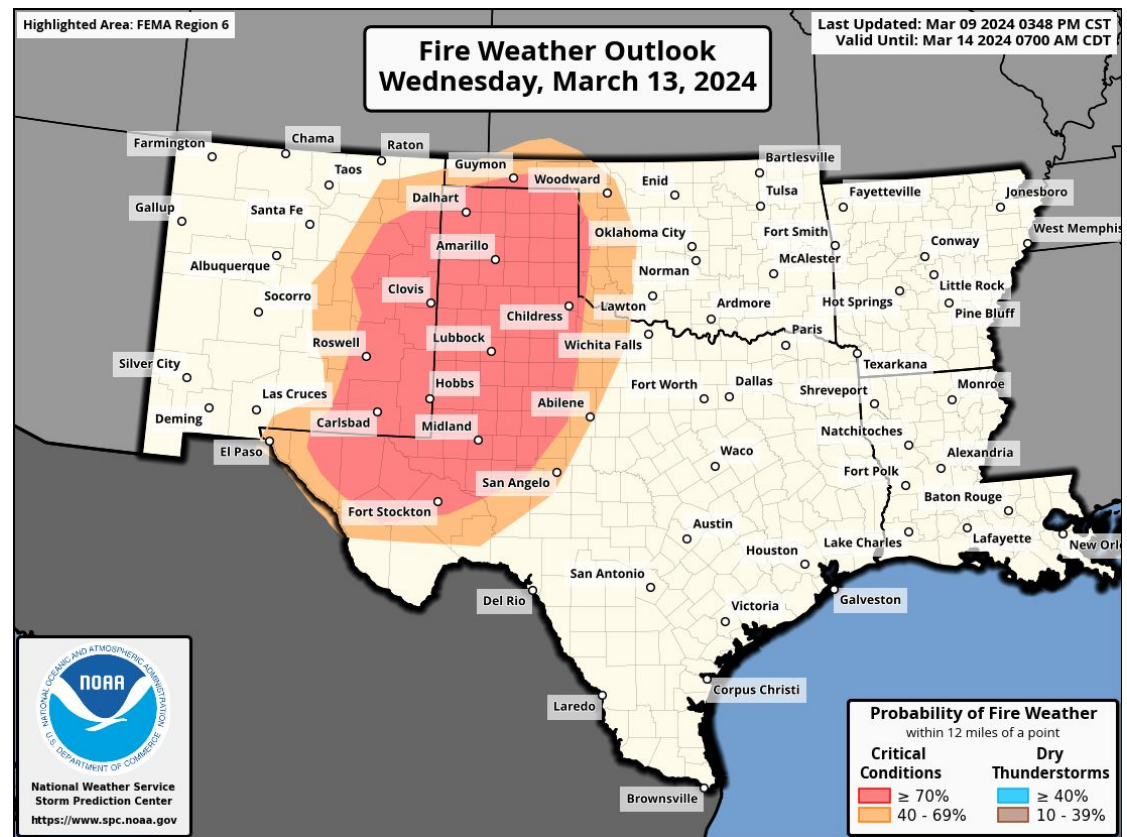 Highlighted Area: FEMA Region 6
Last Updated: Mar 09 2024 0348 PM CST
Valid Until: Mar 14 2024 0700 AM CDT
Fire Weather Outlook
Wednesday, March 13, 2024
Farmington
Chama
Raton
Taos
Guymon
Woodward
Enid
Bartlesville
Tulsa
Fayetteville
Jonesboro
Gallup
Santa Fe
Dalhart
Oklahoma City
Fort Smith
West Memphis
Albuquerque
Amarillo
Norman
McAlester
Conway
Socorro
Clovis
Childress
Lawton
Ardmore
Hot Springs
Little Rock
Pine Bluff
Roswell
Lubbock
Wichita Falls
Paris
Texarkana
Silver City
Las Cruces
Hobbs
Fort Worth
Dallas
Shreveport
Monroe
Deming
Carlsbad
Midland
Abilene
Natchitoches
El Paso
San Angelo
Waco
Fort Polk
Alexandria
Fort Stockton
Austin
Baton Rouge
Houston
Lake Charles
Lafayette
New Orl
San Antonio
Del Rio
Victoria
Galveston
Laredo
Corpus Christi
Brownsville
NATIONAL OCEANIC AND ATMOSPHERIC ADMINISTRATION
NOAA
U.S. DEPARTMENT OF COMMERCE
National Weather Service
Storm Prediction Center
https://www.spc.noaa.gov
Probability of Fire Weather
within 12 miles of a point
Critical Conditions
≥ 70%
40 - 69%
Dry Thunderstorms
≥ 40%
10 - 39%